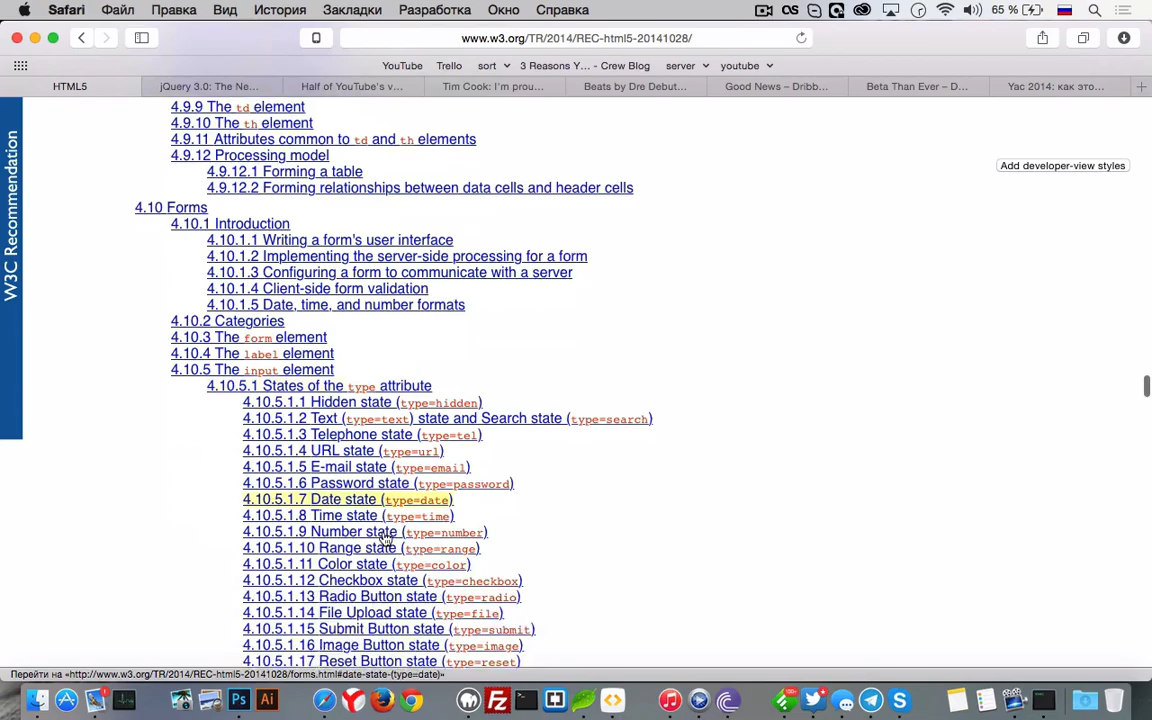 Safari Файл Правка Вид История Закладки Разработка Окно Справка 65 %
www.w3.org/TR/2014/REC-html5-20141028/
YouTube Trello sort 3 Reasons Y… - Crew Blog server youtube
HTML5 jQuery 3.0: The Ne… Half of YouTube's v… Tim Cook: I'm prou… Beats by Dre Debut… Good News – Dribb… Beta Than Ever – D… Yac 2014: как это…
W3C Recommendation
4.9.9 The td element
4.9.10 The th element
4.9.11 Attributes common to td and th elements
4.9.12 Processing model
Add developer-view styles
4.9.12.1 Forming a table
4.9.12.2 Forming relationships between data cells and header cells
4.10 Forms
4.10.1 Introduction
4.10.1.1 Writing a form's user interface
4.10.1.2 Implementing the server-side processing for a form
4.10.1.3 Configuring a form to communicate with a server
4.10.1.4 Client-side form validation
4.10.1.5 Date, time, and number formats
4.10.2 Categories
4.10.3 The form element
4.10.4 The label element
4.10.5 The input element
4.10.5.1 States of the type attribute
4.10.5.1.1 Hidden state (type=hidden)
4.10.5.1.2 Text (type=text) state and Search state (type=search)
4.10.5.1.3 Telephone state (type=tel)
4.10.5.1.4 URL state (type=url)
4.10.5.1.5 E-mail state (type=email)
4.10.5.1.6 Password state (type=password)
4.10.5.1.7 Date state (type=date)
4.10.5.1.8 Time state (type=time)
4.10.5.1.9 Number state (type=number)
4.10.5.1.10 Range state (type=range)
4.10.5.1.11 Color state (type=color)
4.10.5.1.12 Checkbox state (type=checkbox)
4.10.5.1.13 Radio Button state (type=radio)
4.10.5.1.14 File Upload state (type=file)
4.10.5.1.15 Submit Button state (type=submit)
4.10.5.1.16 Image Button state (type=image)
4.10.5.1.17 Reset Button state (type=reset)
Перейти на «http://www.w3.org/TR/2014/REC-html5-20141028/forms.html#date-state-(type=date)»